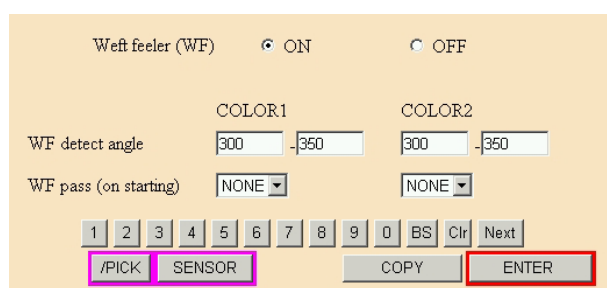 Weft feeler (WF) ON OFF
COLOR1 COLOR2
WF detect angle 300 -350 300 -350
WF pass (on starting) NONE NONE
1 2 3 4 5 6 7 8 9 0 BS Clr Next
/PICK SENSOR COPY ENTER